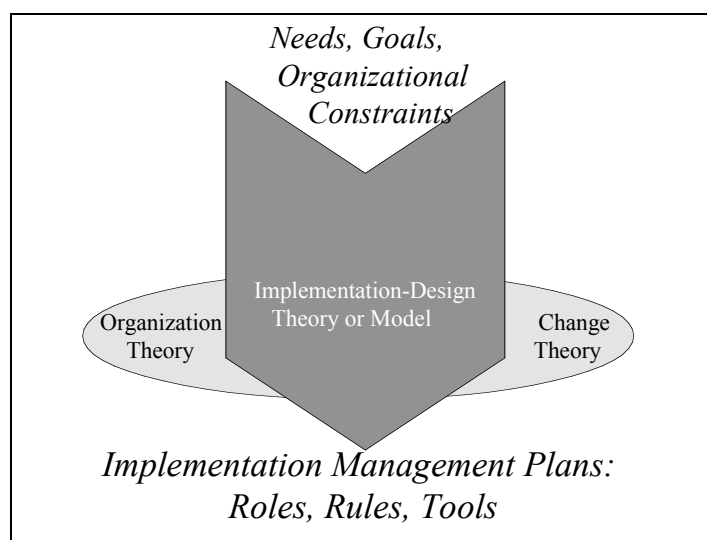 Needs, Goals,
Organizational
Constraints
Implementation-Design
Theory or Model
Organization
Theory
Change
Theory
Implementation Management Plans:
Roles, Rules, Tools